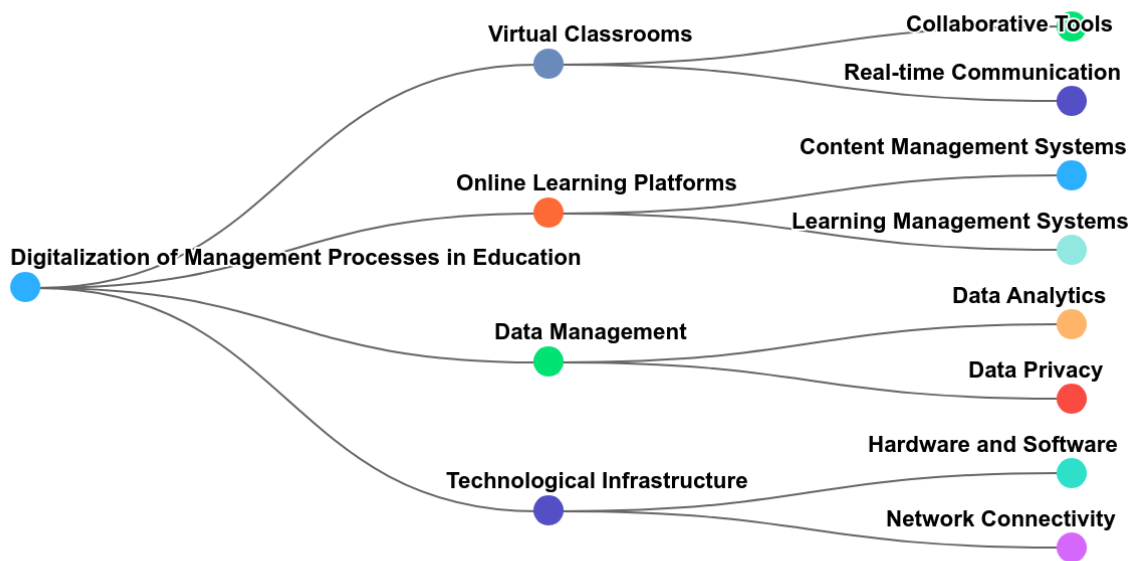 Collaborative Tools
Virtual Classrooms
Real-time Communication
Content Management Systems
Online Learning Platforms
Learning Management Systems
Digitalization of Management Processes in Education
Data Analytics
Data Management
Data Privacy
Hardware and Software
Technological Infrastructure
Network Connectivity